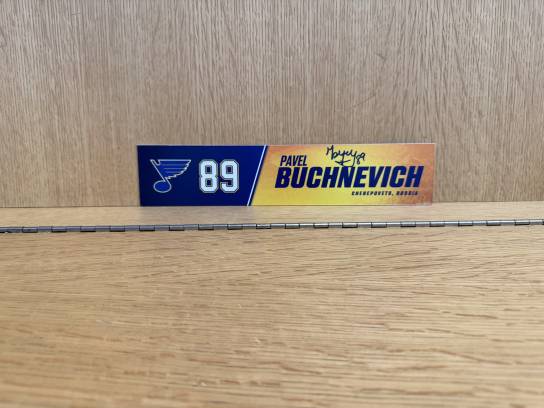 89
PAVEL
BUCHNEVICH
CHEREPOVETS, RUSSIA